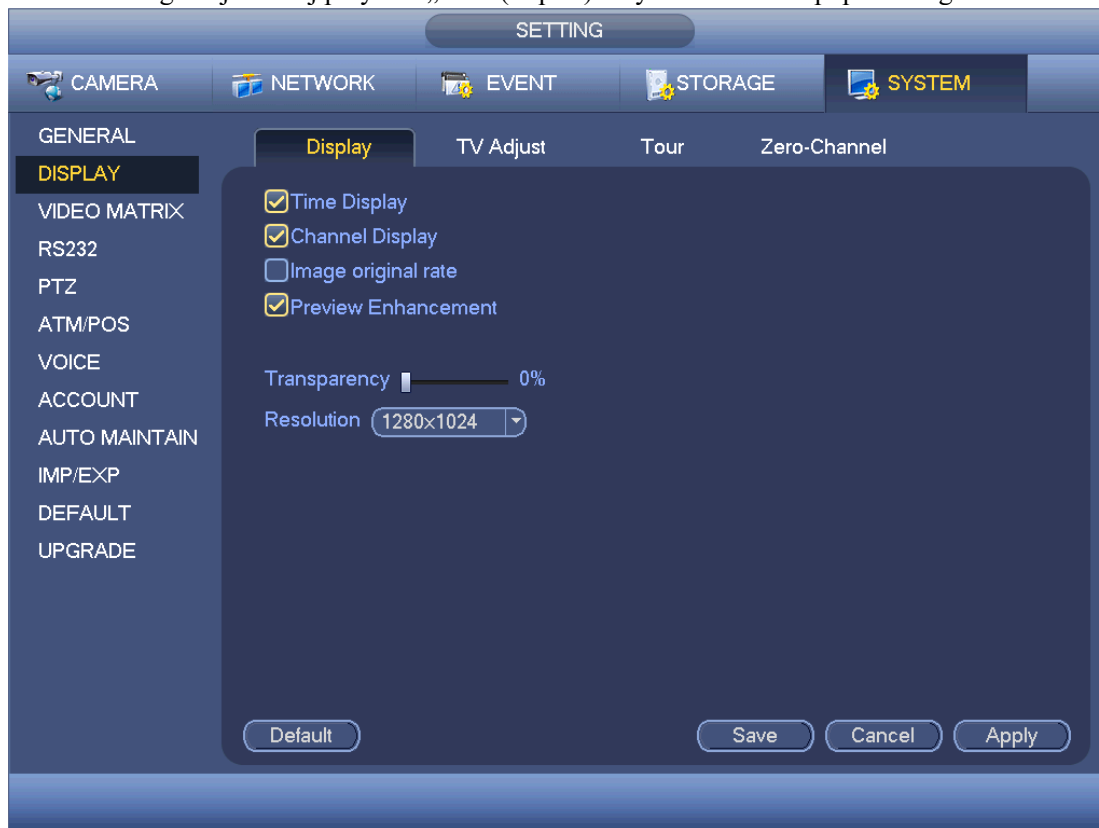 SETTING
CAMERA NETWORK EVENT STORAGE SYSTEM
GENERAL
DISPLAY
VIDEO MATRIX
RS232
PTZ
ATM/POS
VOICE
ACCOUNT
AUTO MAINTAIN
IMP/EXP
DEFAULT
UPGRADE
Display TV Adjust Tour Zero-Channel
Time Display
Channel Display
Image original rate
Preview Enhancement
Transparency 0%
Resolution 1280×1024
Default Save Cancel Apply